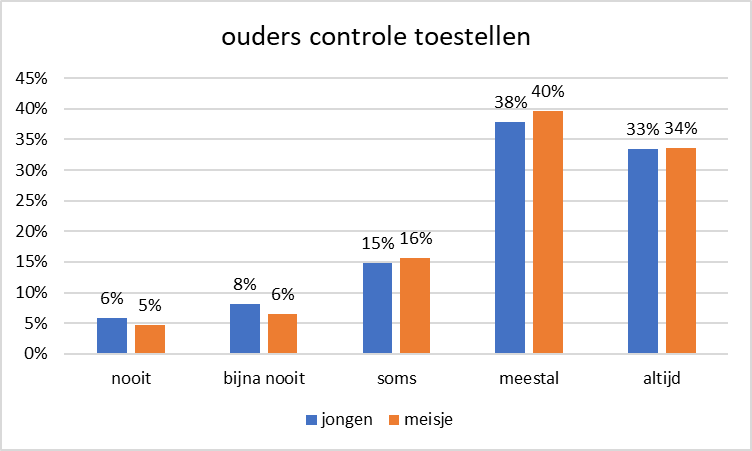 ouders controle toestellen
45%
40%
35%
30%
25%
20%
15%
10%
5%
0%
6% 5% 8% 6% 15% 16% 38% 40% 33% 34%
nooit bijna nooit soms meestal altijd
jongen meisje